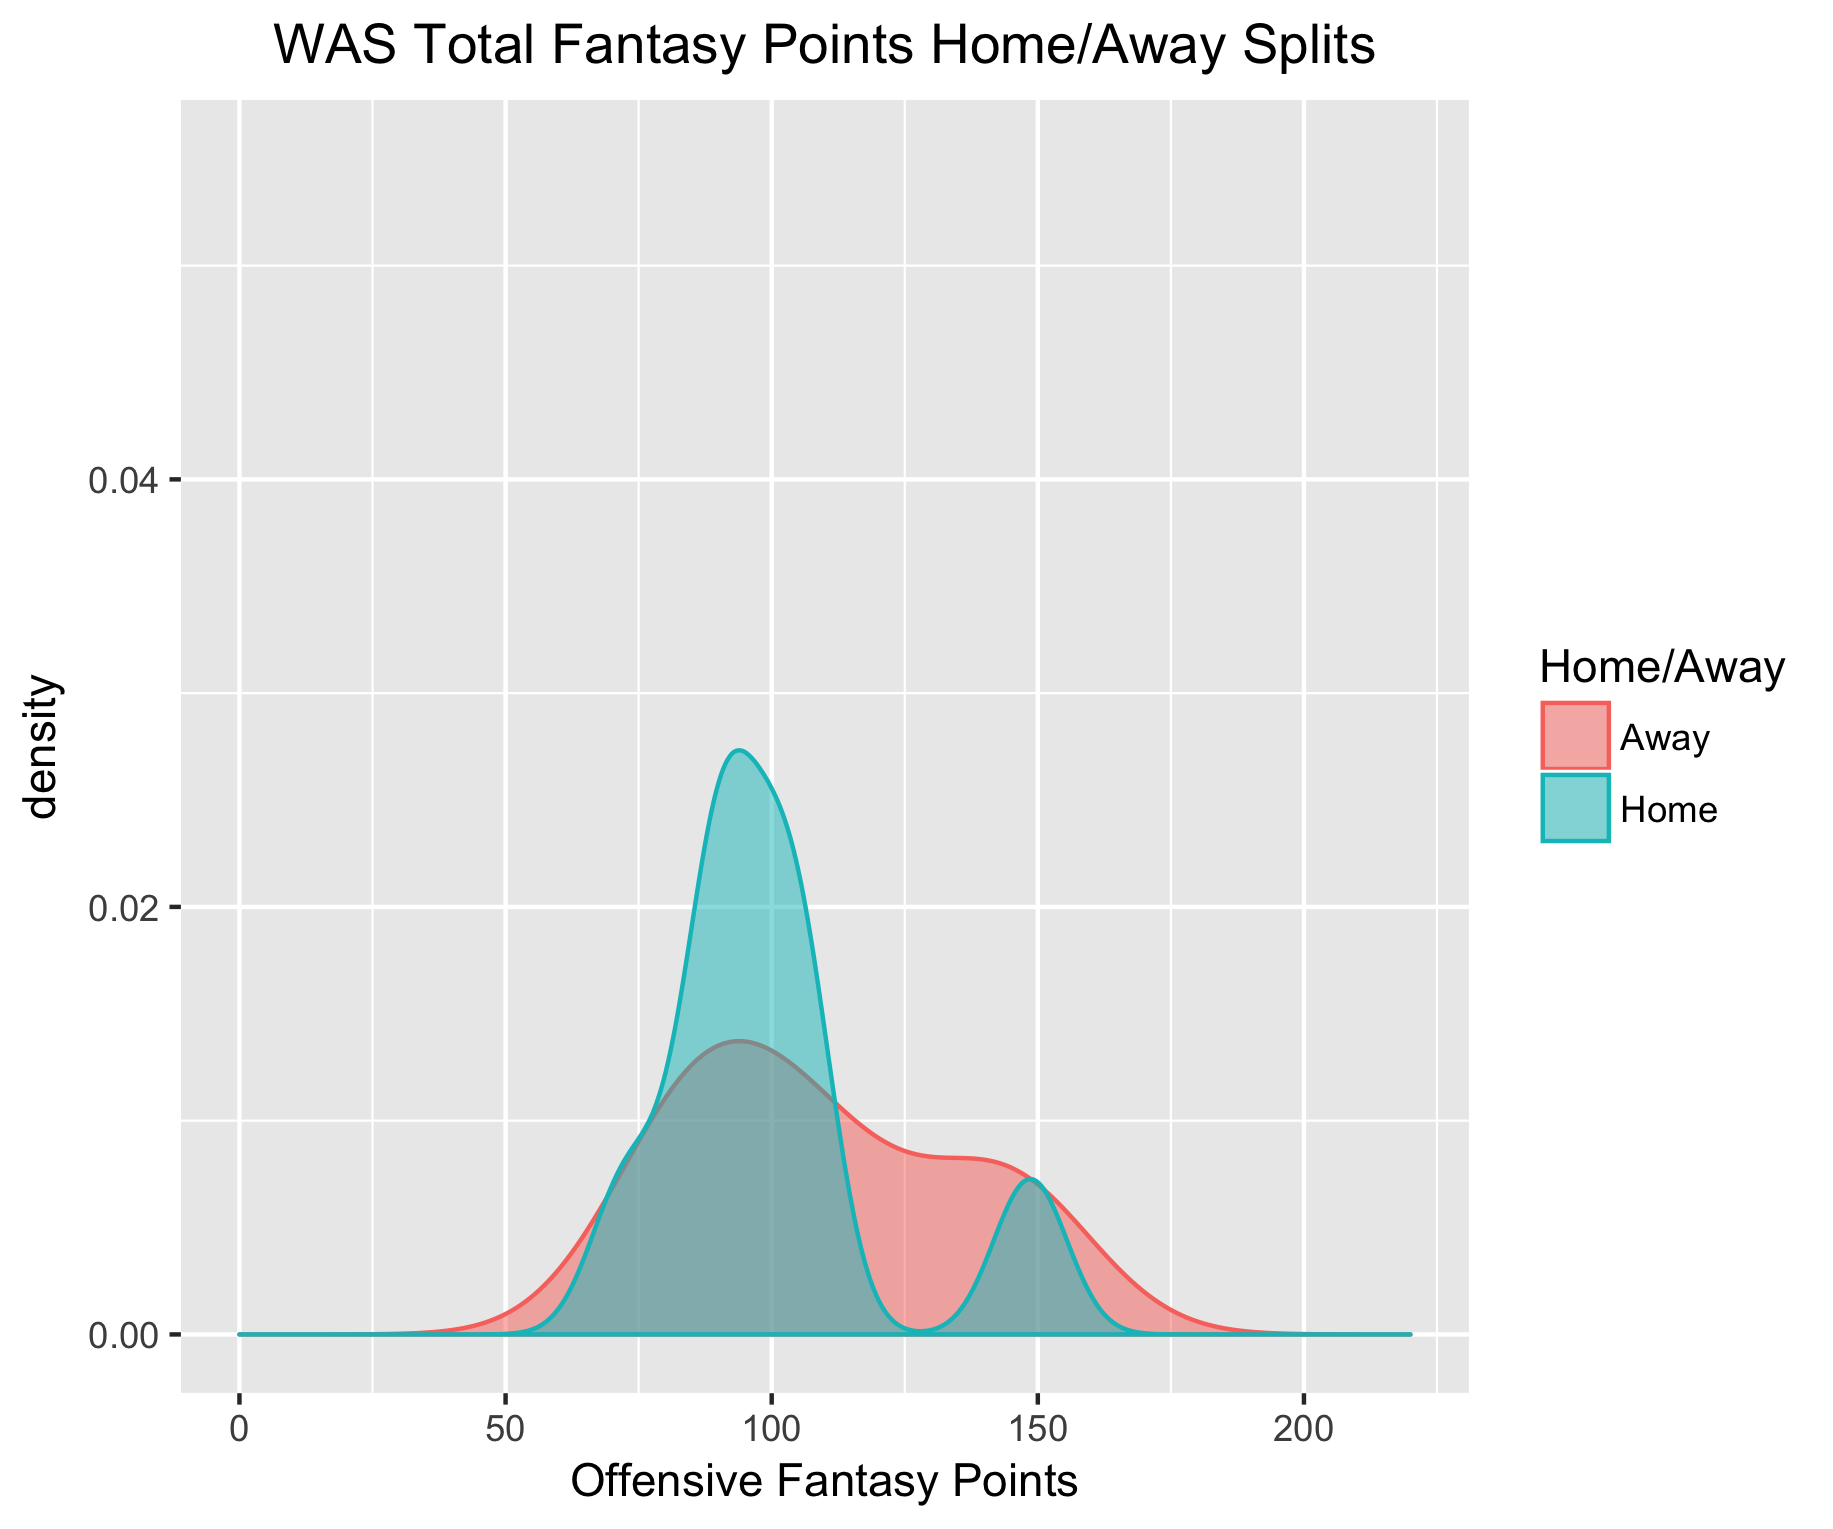 WAS Total Fantasy Points Home/Away Splits
density
0.04
0.02
0.00
0 50 100 150 200
Offensive Fantasy Points
Home/Away
Away
Home